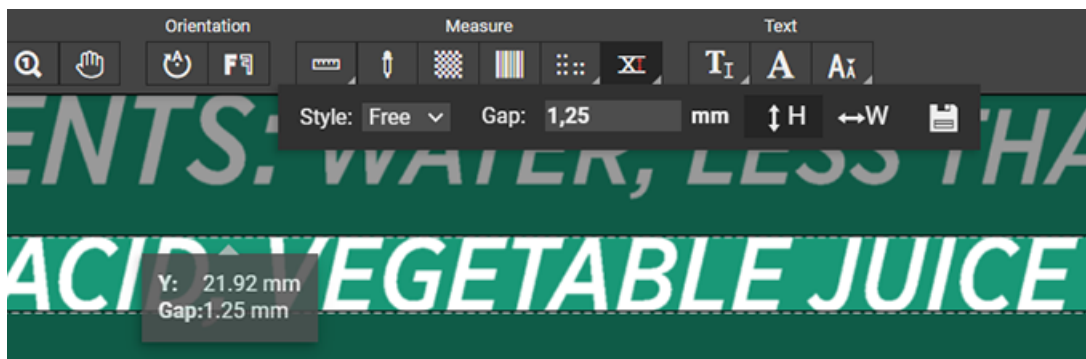 Orientation Measure Text
Style: Free Gap: 1,25 mm H W
ENTS: WATER, LESS THA
ACID, VEGETABLE JUICE
Y: 21.92 mm
Gap:1.25 mm